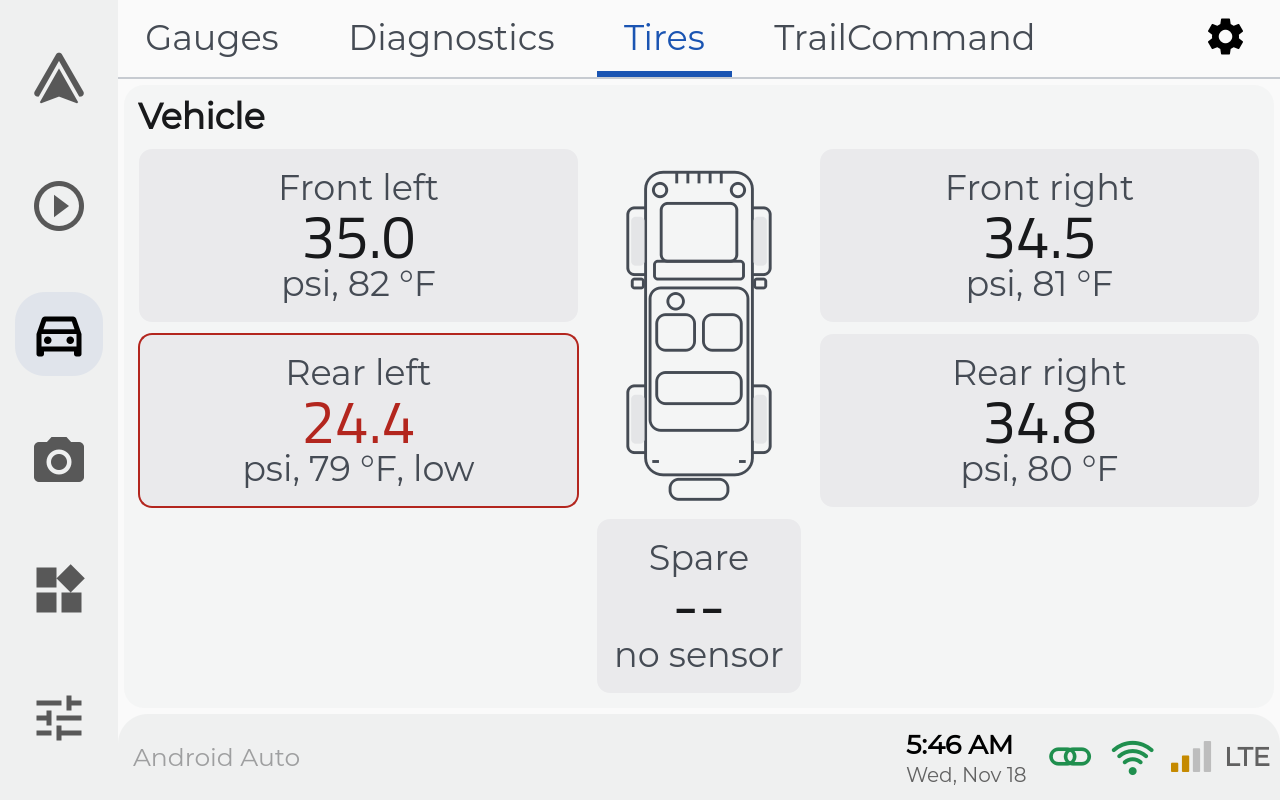 Gauges
Diagnostics
Tires
TrailCommand
Vehicle
Front left
35.0
psi, 82 °F
Front right
34.5
psi, 81 °F
Rear left
24.4
psi, 79 °F, low
Rear right
34.8
psi, 80 °F
Spare
--
no sensor
Android Auto
5:46 AM
Wed, Nov 18
LTE